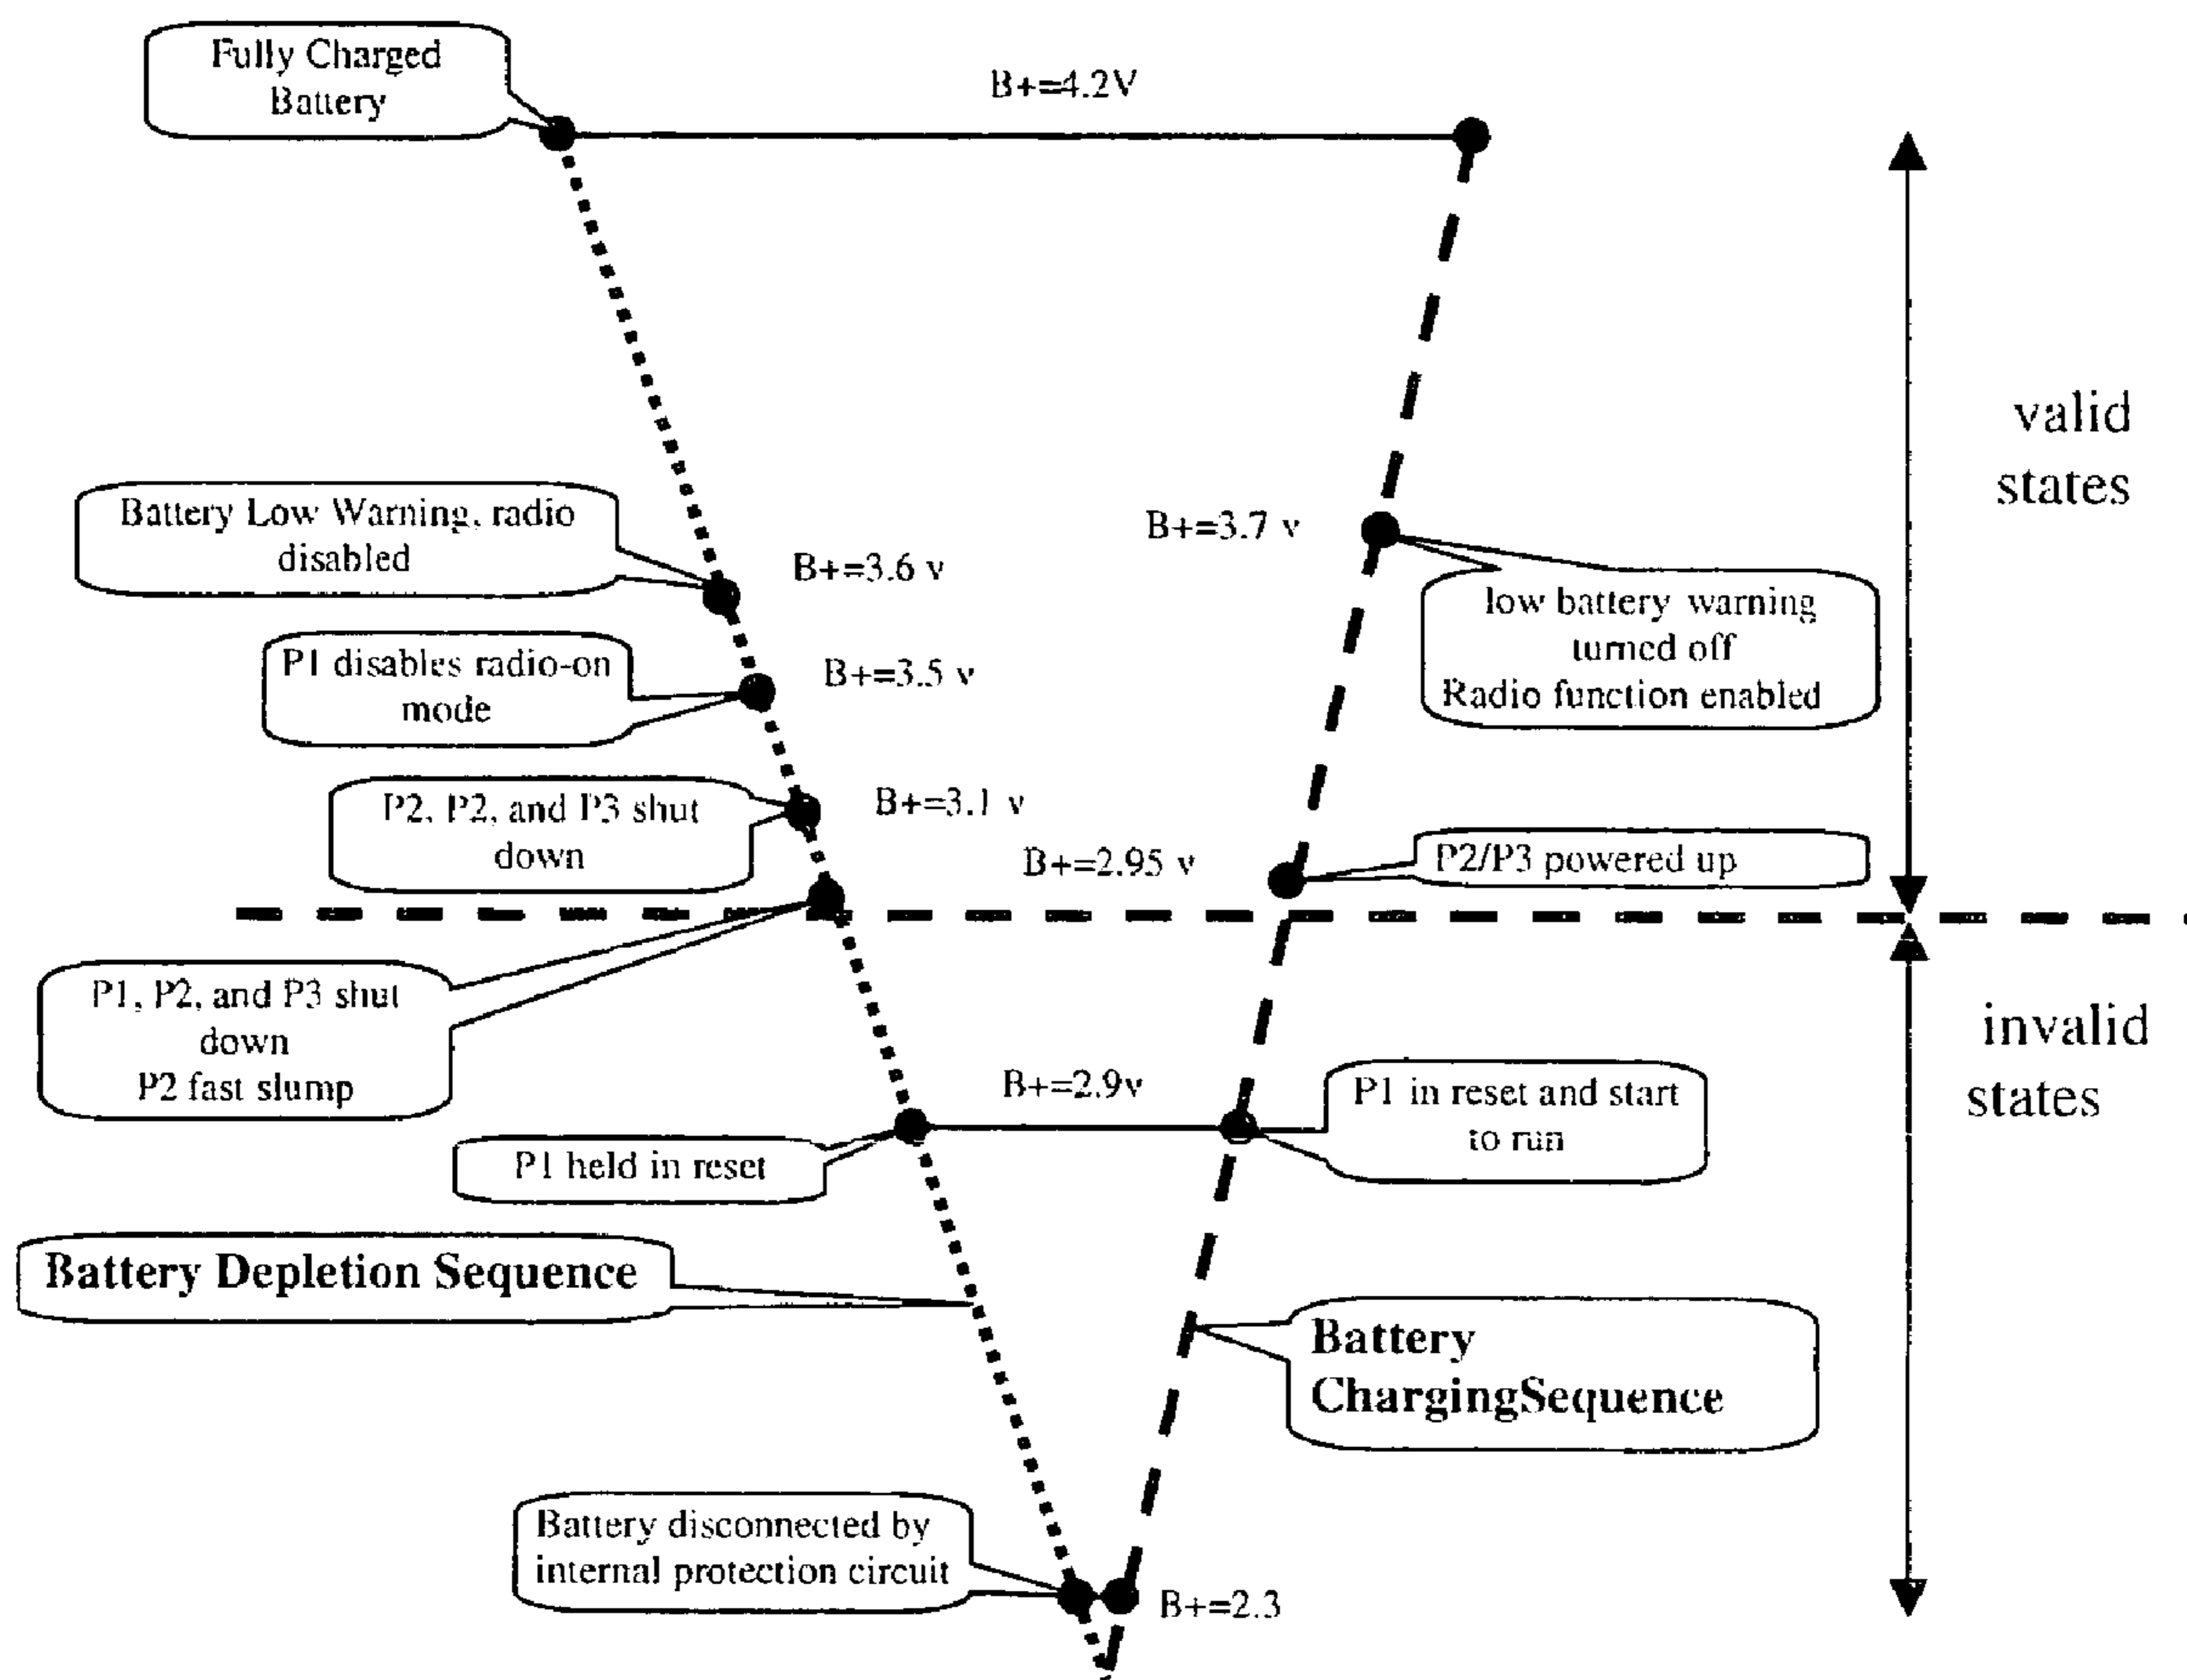 Fully Charged
Battery
B+=4.2V
valid
states
Battery Low Warning, radio
disabled
B+=3.6 v
B+=3.7 v
low battery warning
turned off
Radio function enabled
P1 disables radio-on
mode
B+=3.5 v
P2, P2, and P3 shut
down
B+=3.1 v
B+=2.95 v
P2/P3 powered up
P1, P2, and P3 shut
down
P2 fast slump
invalid
states
B+=2.9v
P1 in reset and start
to run
P1 held in reset
Battery Depletion Sequence
Battery
ChargingSequence
Battery disconnected by
internal protection circuit
B+=2.3